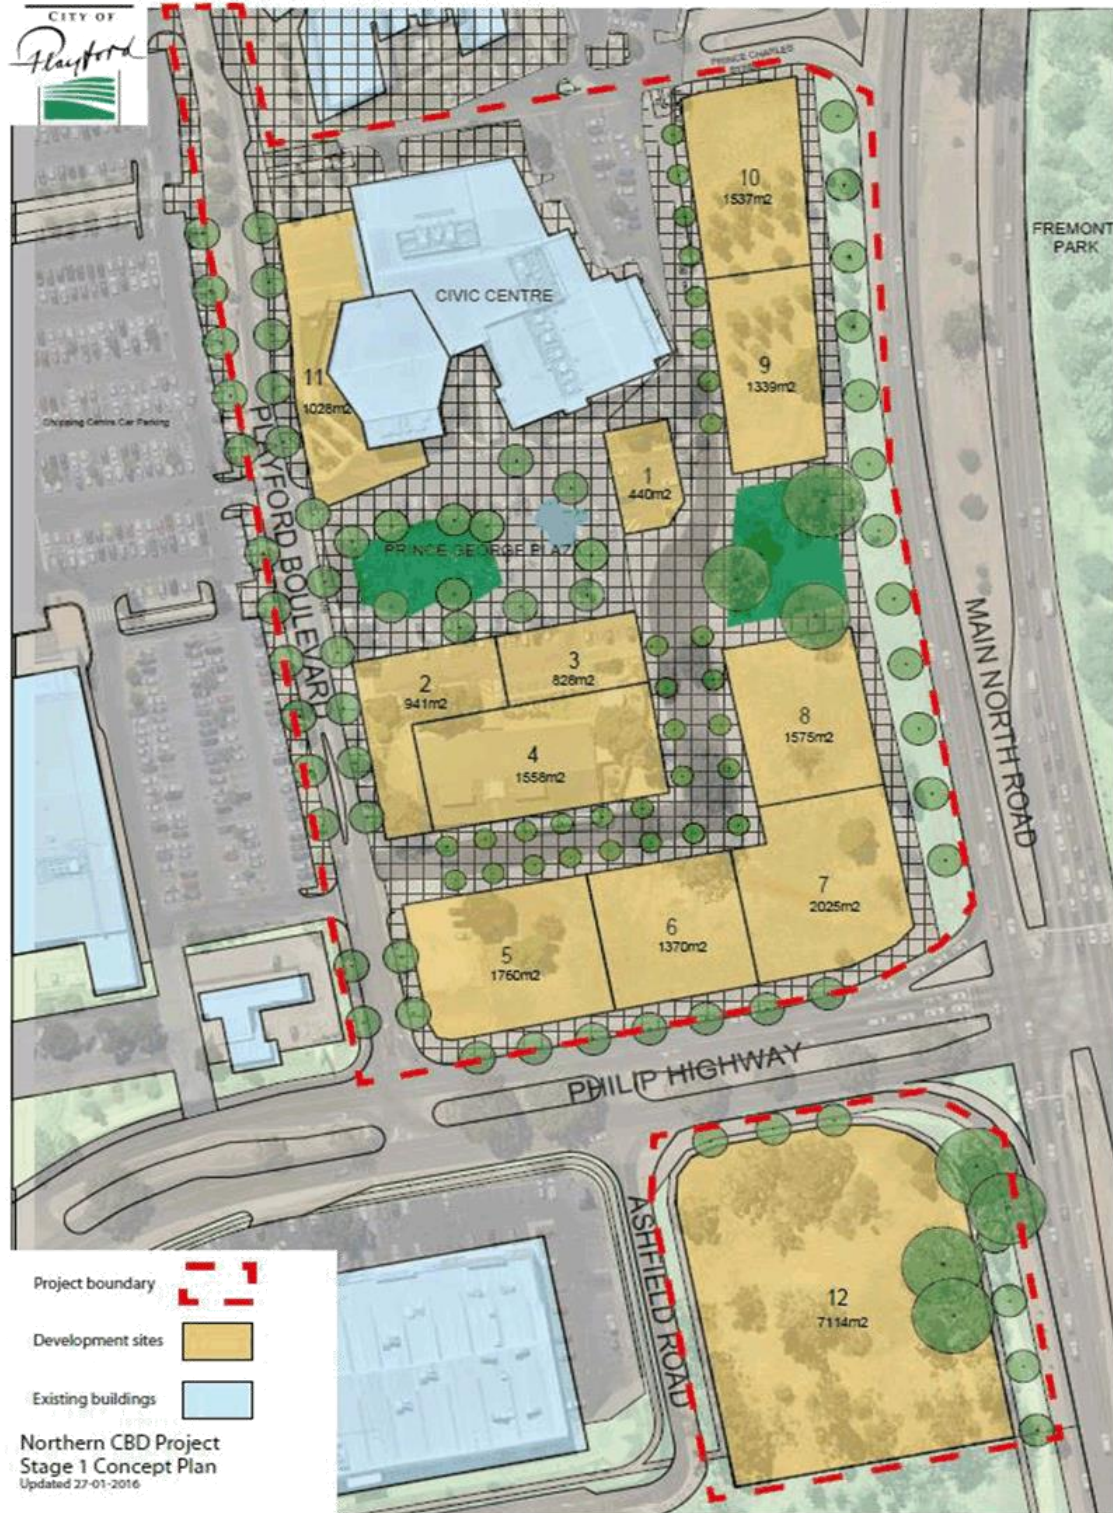 CITY OF
Playford
PRINCE CHARLES
FREMONT
PARK
10
1537m2
CIVIC CENTRE
9
1339m2
11
1028m2
Shopping Centre Car Parking
1
440m2
PLAYFORD BOULEVARD
PRINCE GEORGE PLAZA
MAIN NORTH ROAD
3
828m2
2
941m2
8
1575m2
4
1558m2
7
2025m2
6
1370m2
5
1760m2
PHILIP HIGHWAY
ASHFIELD ROAD
12
7114m2
Project boundary
Development sites
Existing buildings
Northern CBD Project
Stage 1 Concept Plan
Updated 27-01-2016